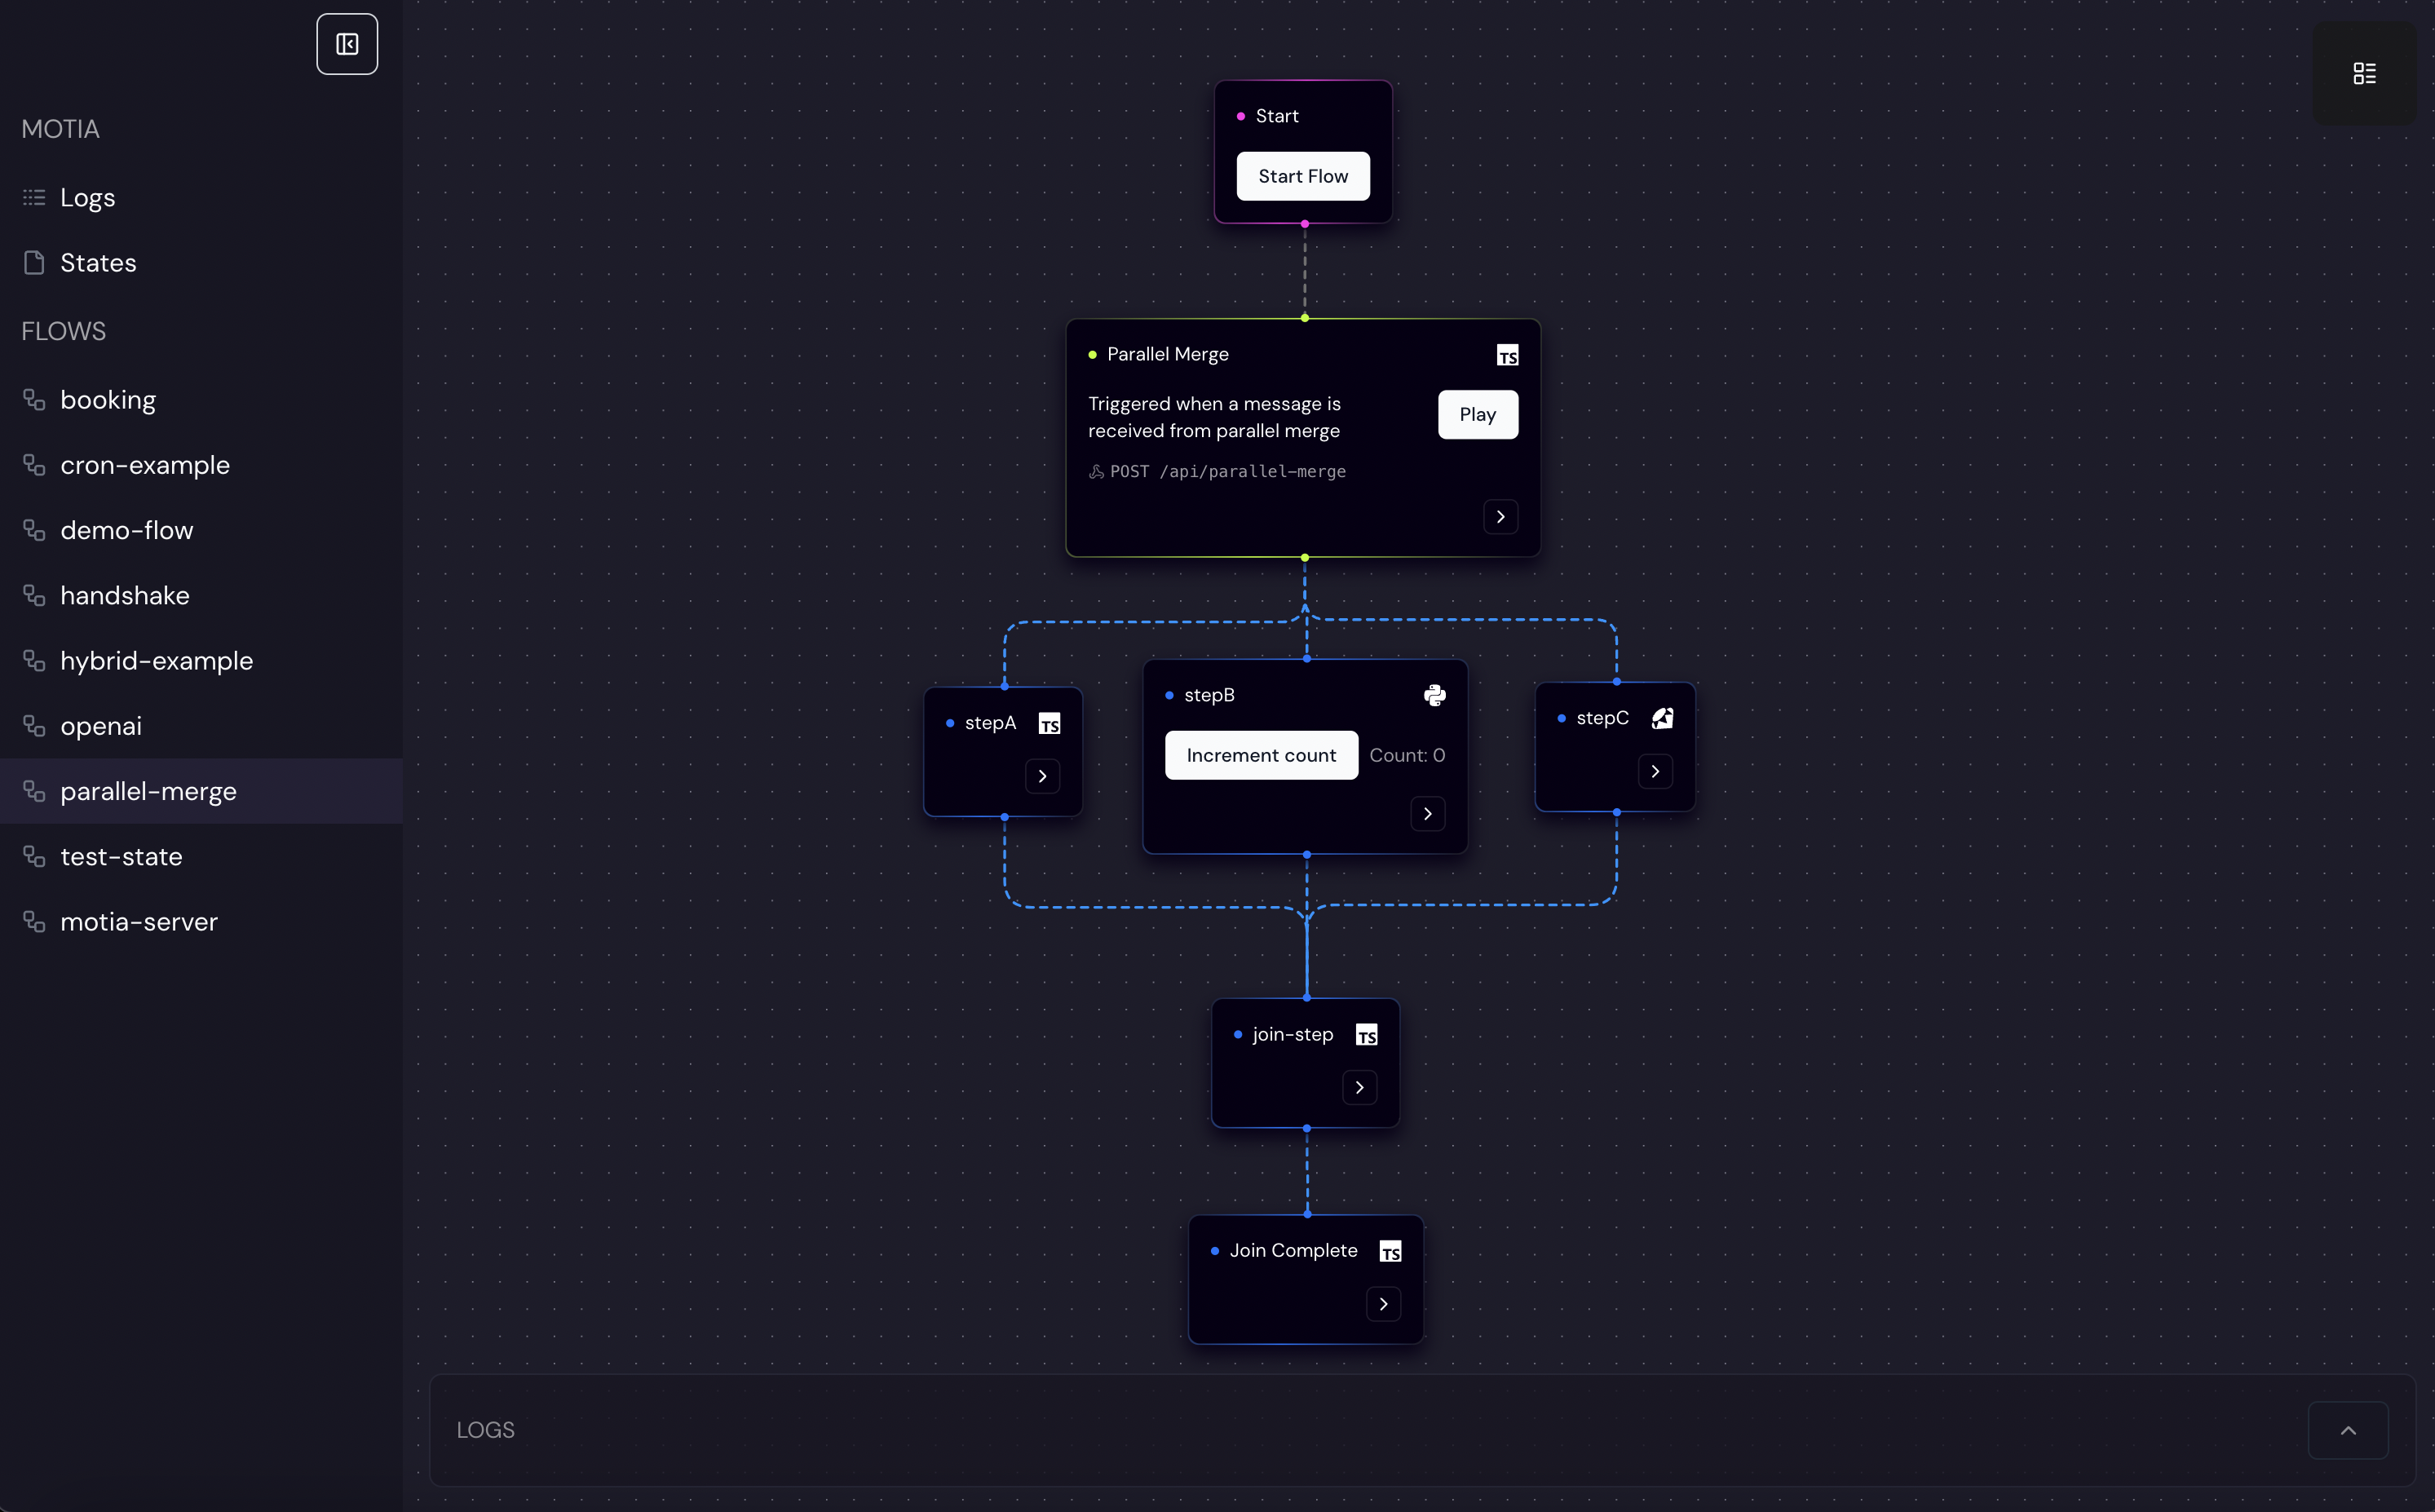 MOTIA
Logs
States
FLOWS
booking
cron-example
demo-flow
handshake
hybrid-example
openai
parallel-merge
test-state
motia-server
Start
Start Flow
Parallel Merge
TS
Triggered when a message is
received from parallel merge
Play
POST /api/parallel-merge
stepA
TS
stepB
Increment count
Count: 0
stepC
join-step
TS
Join Complete
TS
LOGS